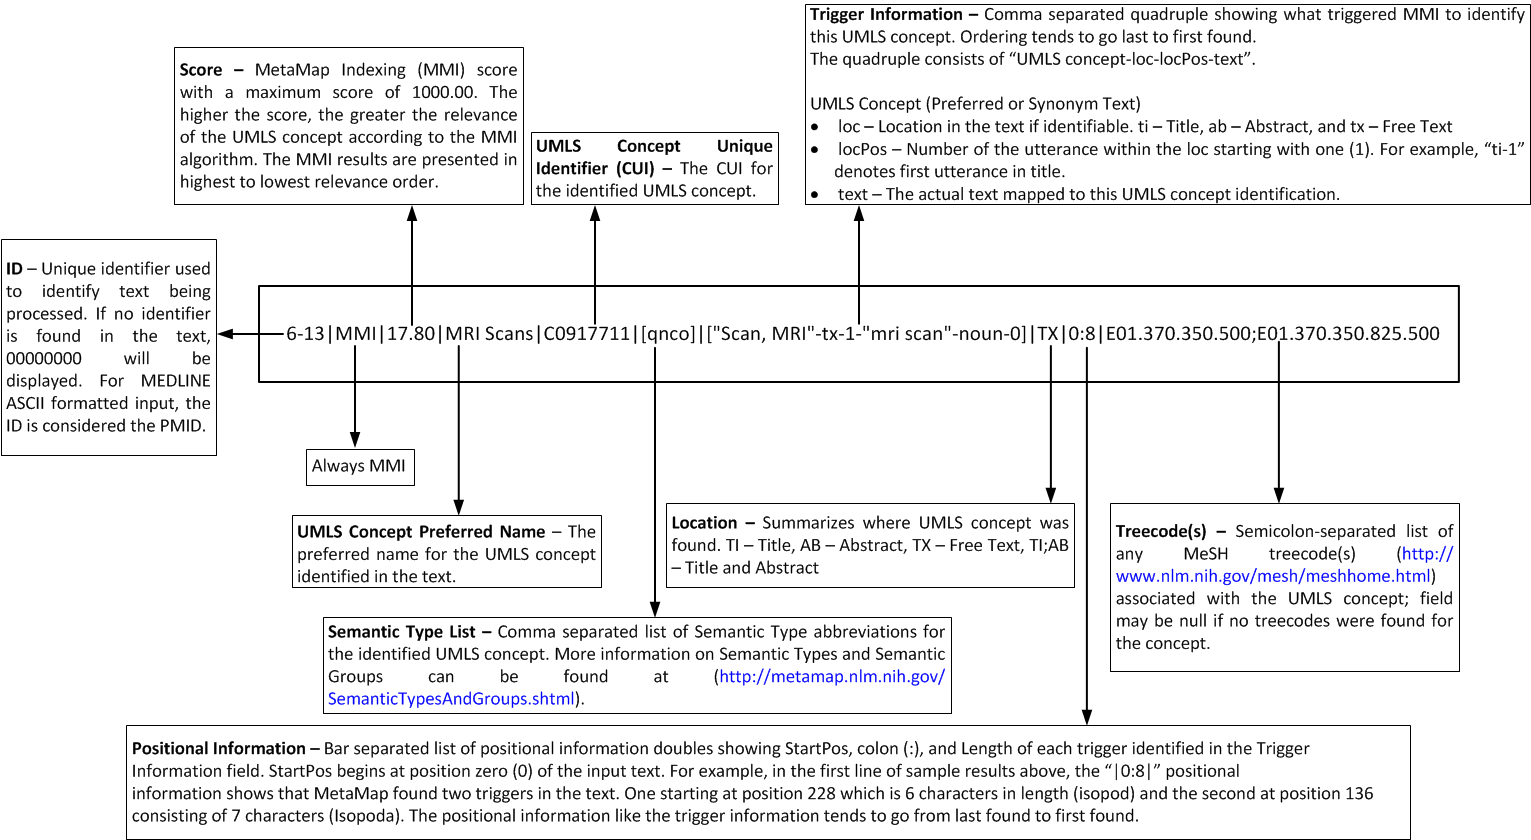 Trigger Information – Comma separated quadruple showing what triggered MMI to identify
this UMLS concept. Ordering tends to go last to first found.
The quadruple consists of “UMLS concept-loc-locPos-text”.
UMLS Concept (Preferred or Synonym Text)
• loc – Location in the text if identifiable. ti – Title, ab – Abstract, and tx – Free Text
• locPos – Number of the utterance within the loc starting with one (1). For example, “ti-1”
denotes first utterance in title.
• text – The actual text mapped to this UMLS concept identification.
Score – MetaMap Indexing (MMI) score
with a maximum score of 1000.00. The
higher the score, the greater the relevance
of the UMLS concept according to the MMI
algorithm. The MMI results are presented in
highest to lowest relevance order.
UMLS Concept Unique
Identifier (CUI) – The CUI for
the identified UMLS concept.
ID – Unique identifier used
to identify text being
processed. If no identifier
is found in the text,
00000000 will be
displayed. For MEDLINE
ASCII formatted input, the
ID is considered the PMID.
6-13|MMI|17.80|MRI Scans|C0917711|[qnco]|["Scan, MRI"-tx-1-"mri scan"-noun-0]|TX|0:8|E01.370.350.500;E01.370.350.825.500
Always MMI
UMLS Concept Preferred Name – The
preferred name for the UMLS concept
identified in the text.
Location – Summarizes where UMLS concept was
found. TI – Title, AB – Abstract, TX – Free Text, TI;AB
– Title and Abstract
Treecode(s) – Semicolon-separated list of
any MeSH treecode(s) (http://
www.nlm.nih.gov/mesh/meshhome.html)
associated with the UMLS concept; field
may be null if no treecodes were found for
the concept.
Semantic Type List – Comma separated list of Semantic Type abbreviations for
the identified UMLS concept. More information on Semantic Types and Semantic
Groups can be found at (http://metamap.nlm.nih.gov/
SemanticTypesAndGroups.shtml).
Positional Information – Bar separated list of positional information doubles showing StartPos, colon (:), and Length of each trigger identified in the Trigger
Information field. StartPos begins at position zero (0) of the input text. For example, in the first line of sample results above, the “|0:8|” positional
information shows that MetaMap found two triggers in the text. One starting at position 228 which is 6 characters in length (isopod) and the second at position 136
consisting of 7 characters (Isopoda). The positional information like the trigger information tends to go from last found to first found.